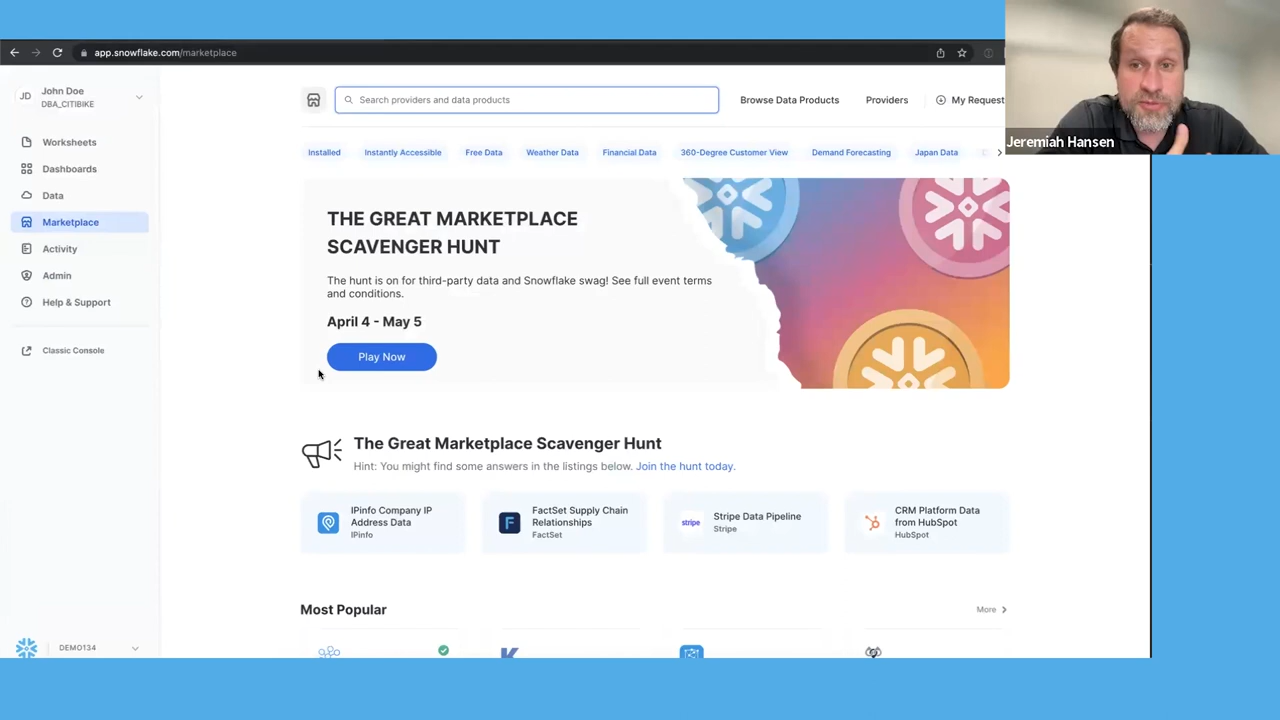 app.snowflake.com/marketplace
JD
John Doe
DBA_CITIBIKE
Worksheets
Dashboards
Data
Marketplace
Activity
Admin
Help & Support
Classic Console
DEMO134
Search providers and data products
Browse Data Products
Providers
My Request
Installed
Instantly Accessible
Free Data
Weather Data
Financial Data
360-Degree Customer View
Demand Forecasting
Japan Data
THE GREAT MARKETPLACE
SCAVENGER HUNT
The hunt is on for third-party data and Snowflake swag! See full event terms
and conditions.
April 4 - May 5
Play Now
The Great Marketplace Scavenger Hunt
Hint: You might find some answers in the listings below. Join the hunt today.
IPinfo Company IP
Address Data
IPinfo
F
FactSet Supply Chain
Relationships
FactSet
stripe
Stripe Data Pipeline
Stripe
CRM Platform Data
from HubSpot
HubSpot
Most Popular
More
K
Jeremiah Hansen